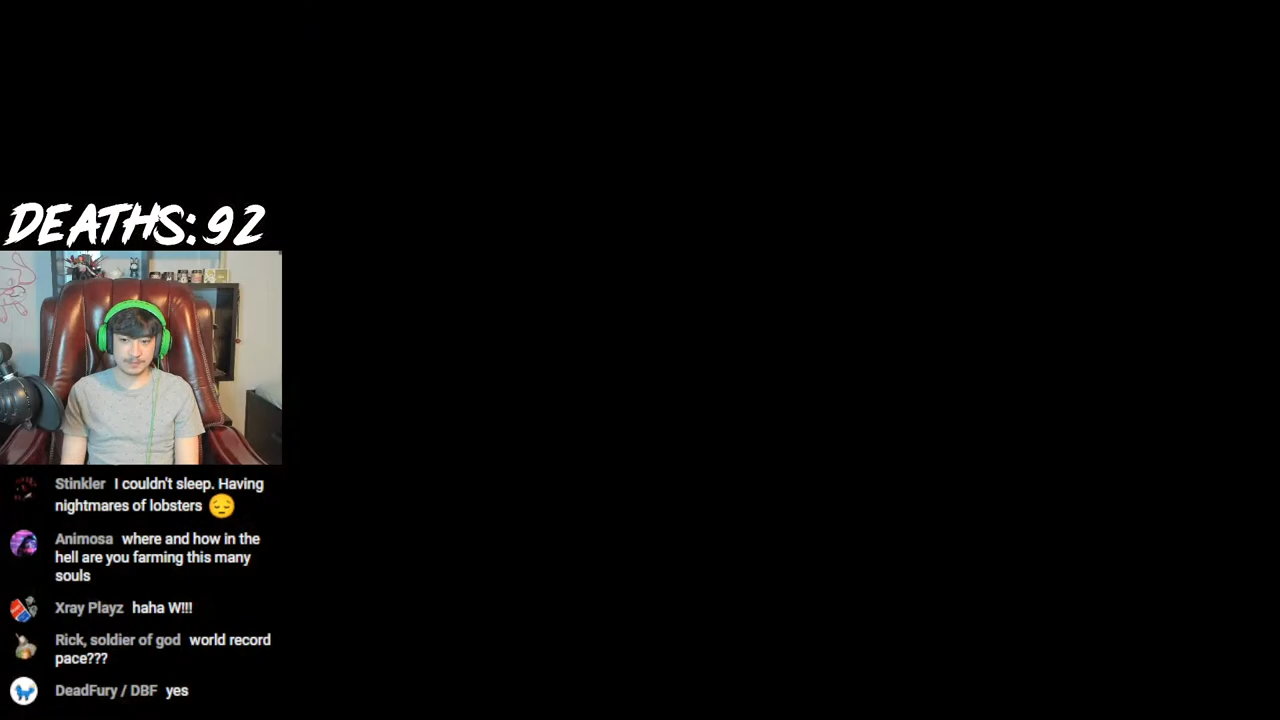 DEATHS: 92
Stinkler I couldn't sleep. Having
nightmares of lobsters
Animosa where and how in the
hell are you farming this many
souls
Xray Playz haha W!!!
Rick, soldier of god world record
pace???
DeadFury / DBF yes